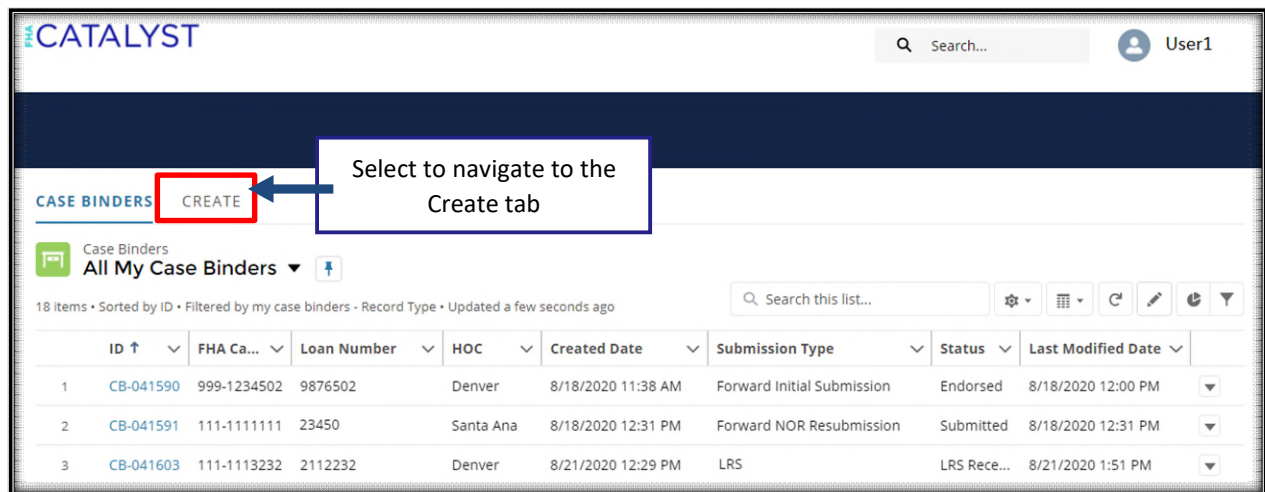 FHA CATALYST
Search...
User1
Select to navigate to the
Create tab
CASE BINDERS CREATE
Case Binders
All My Case Binders
18 items • Sorted by ID • Filtered by my case binders - Record Type • Updated a few seconds ago
Search this list...
ID FHA Ca... Loan Number HOC Created Date Submission Type Status Last Modified Date
1 CB-041590 999-1234502 9876502 Denver 8/18/2020 11:38 AM Forward Initial Submission Endorsed 8/18/2020 12:00 PM
2 CB-041591 111-1111111 23450 Santa Ana 8/18/2020 12:31 PM Forward NOR Resubmission Submitted 8/18/2020 12:31 PM
3 CB-041603 111-1113232 2112232 Denver 8/21/2020 12:29 PM LRS LRS Rece... 8/21/2020 1:51 PM